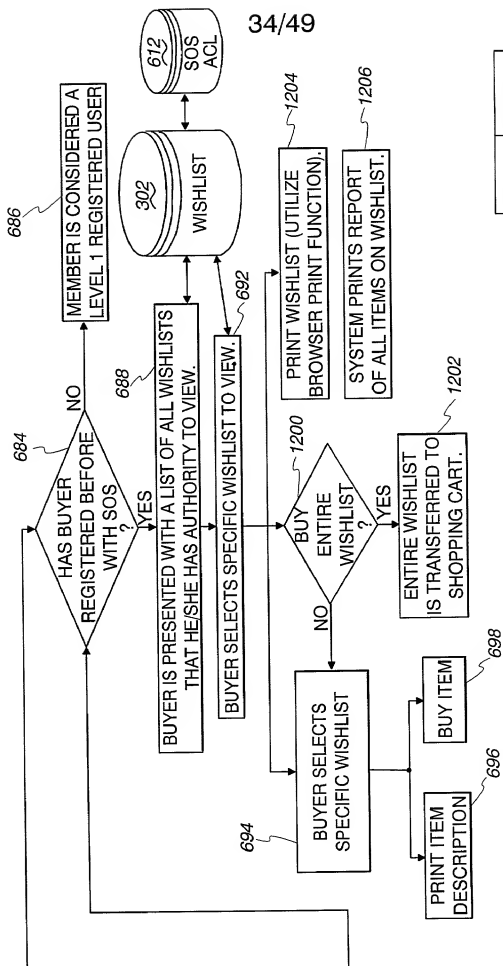 34/49
684
HAS BUYER
REGISTERED BEFORE
WITH SOS
?
NO
YES
686
MEMBER IS CONSIDERED A
LEVEL 1 REGISTERED USER
688
BUYER IS PRESENTED WITH A LIST OF ALL WISHLISTS
THAT HE/SHE HAS AUTHORITY TO VIEW.
302
WISHLIST
612
SOS
ACL
692
BUYER SELECTS SPECIFIC WISHLIST TO VIEW.
1200
BUY
ENTIRE
WISHLIST
?
NO
YES
1204
PRINT WISHLIST (UTILIZE
BROWSER PRINT FUNCTION).
1206
SYSTEM PRINTS REPORT
OF ALL ITEMS ON WISHLIST.
694
BUYER SELECTS
SPECIFIC WISHLIST
1202
ENTIRE WISHLIST
IS TRANSFERRED TO
SHOPPING CART.
696
PRINT ITEM
DESCRIPTION
698
BUY ITEM